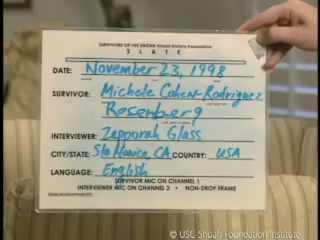 SURVIVORS OF THE SHOAH Visual History Foundation
SLATE
DATE: November 23, 1998
SURVIVOR: Michele Cohen-Rodriguez
Rosenberg
INTERVIEWER: Zepporah Glass
CITY/STATE: Sta Monica, CA COUNTRY: USA
LANGUAGE: English
SURVIVOR MIC ON CHANNEL 1
INTERVIEWER MIC ON CHANNEL 2 • NON-DROP FRAME
© USC Shoah Foundation Institute